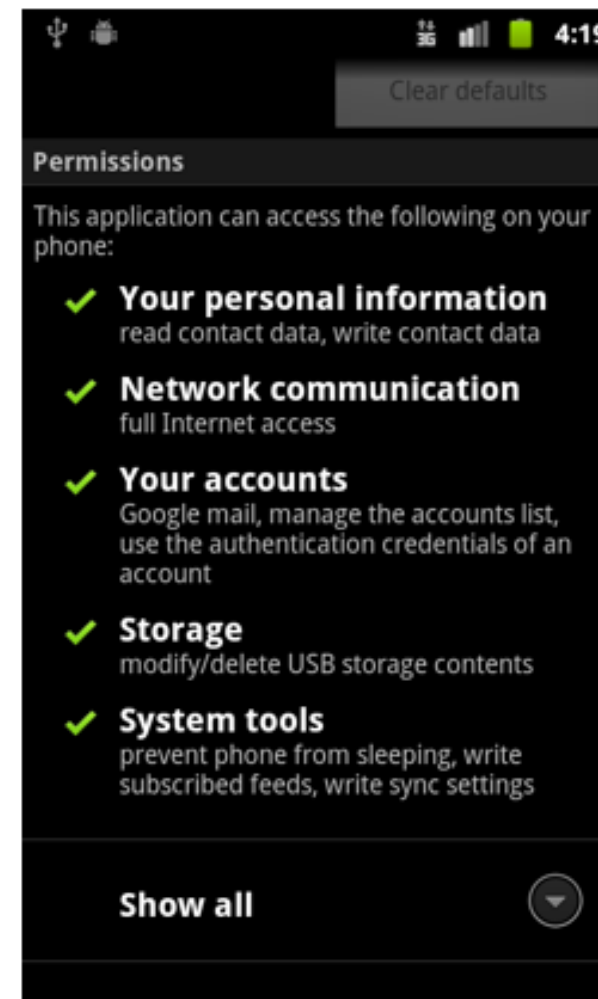 3G 4:19
Clear defaults
Permissions
This application can access the following on your
phone:
Your personal information
read contact data, write contact data
Network communication
full Internet access
Your accounts
Google mail, manage the accounts list,
use the authentication credentials of an
account
Storage
modify/delete USB storage contents
System tools
prevent phone from sleeping, write
subscribed feeds, write sync settings
Show all